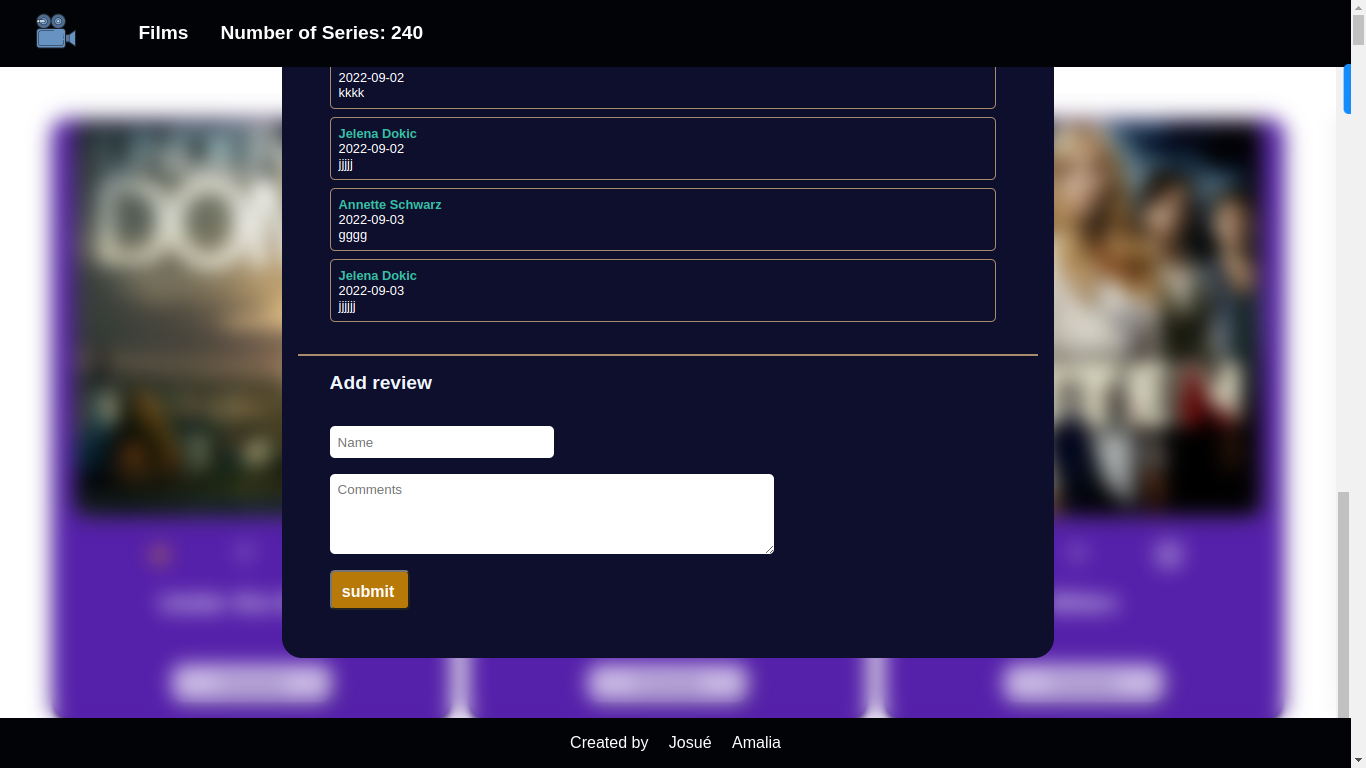 Films Number of Series: 240
2022-09-02
kkkk
Jelena Dokic
2022-09-02
jjjjj
Annette Schwarz
2022-09-03
gggg
Jelena Dokic
2022-09-03
jjjjjj
Add review
Name
Comments
submit
Created by Josué Amalia